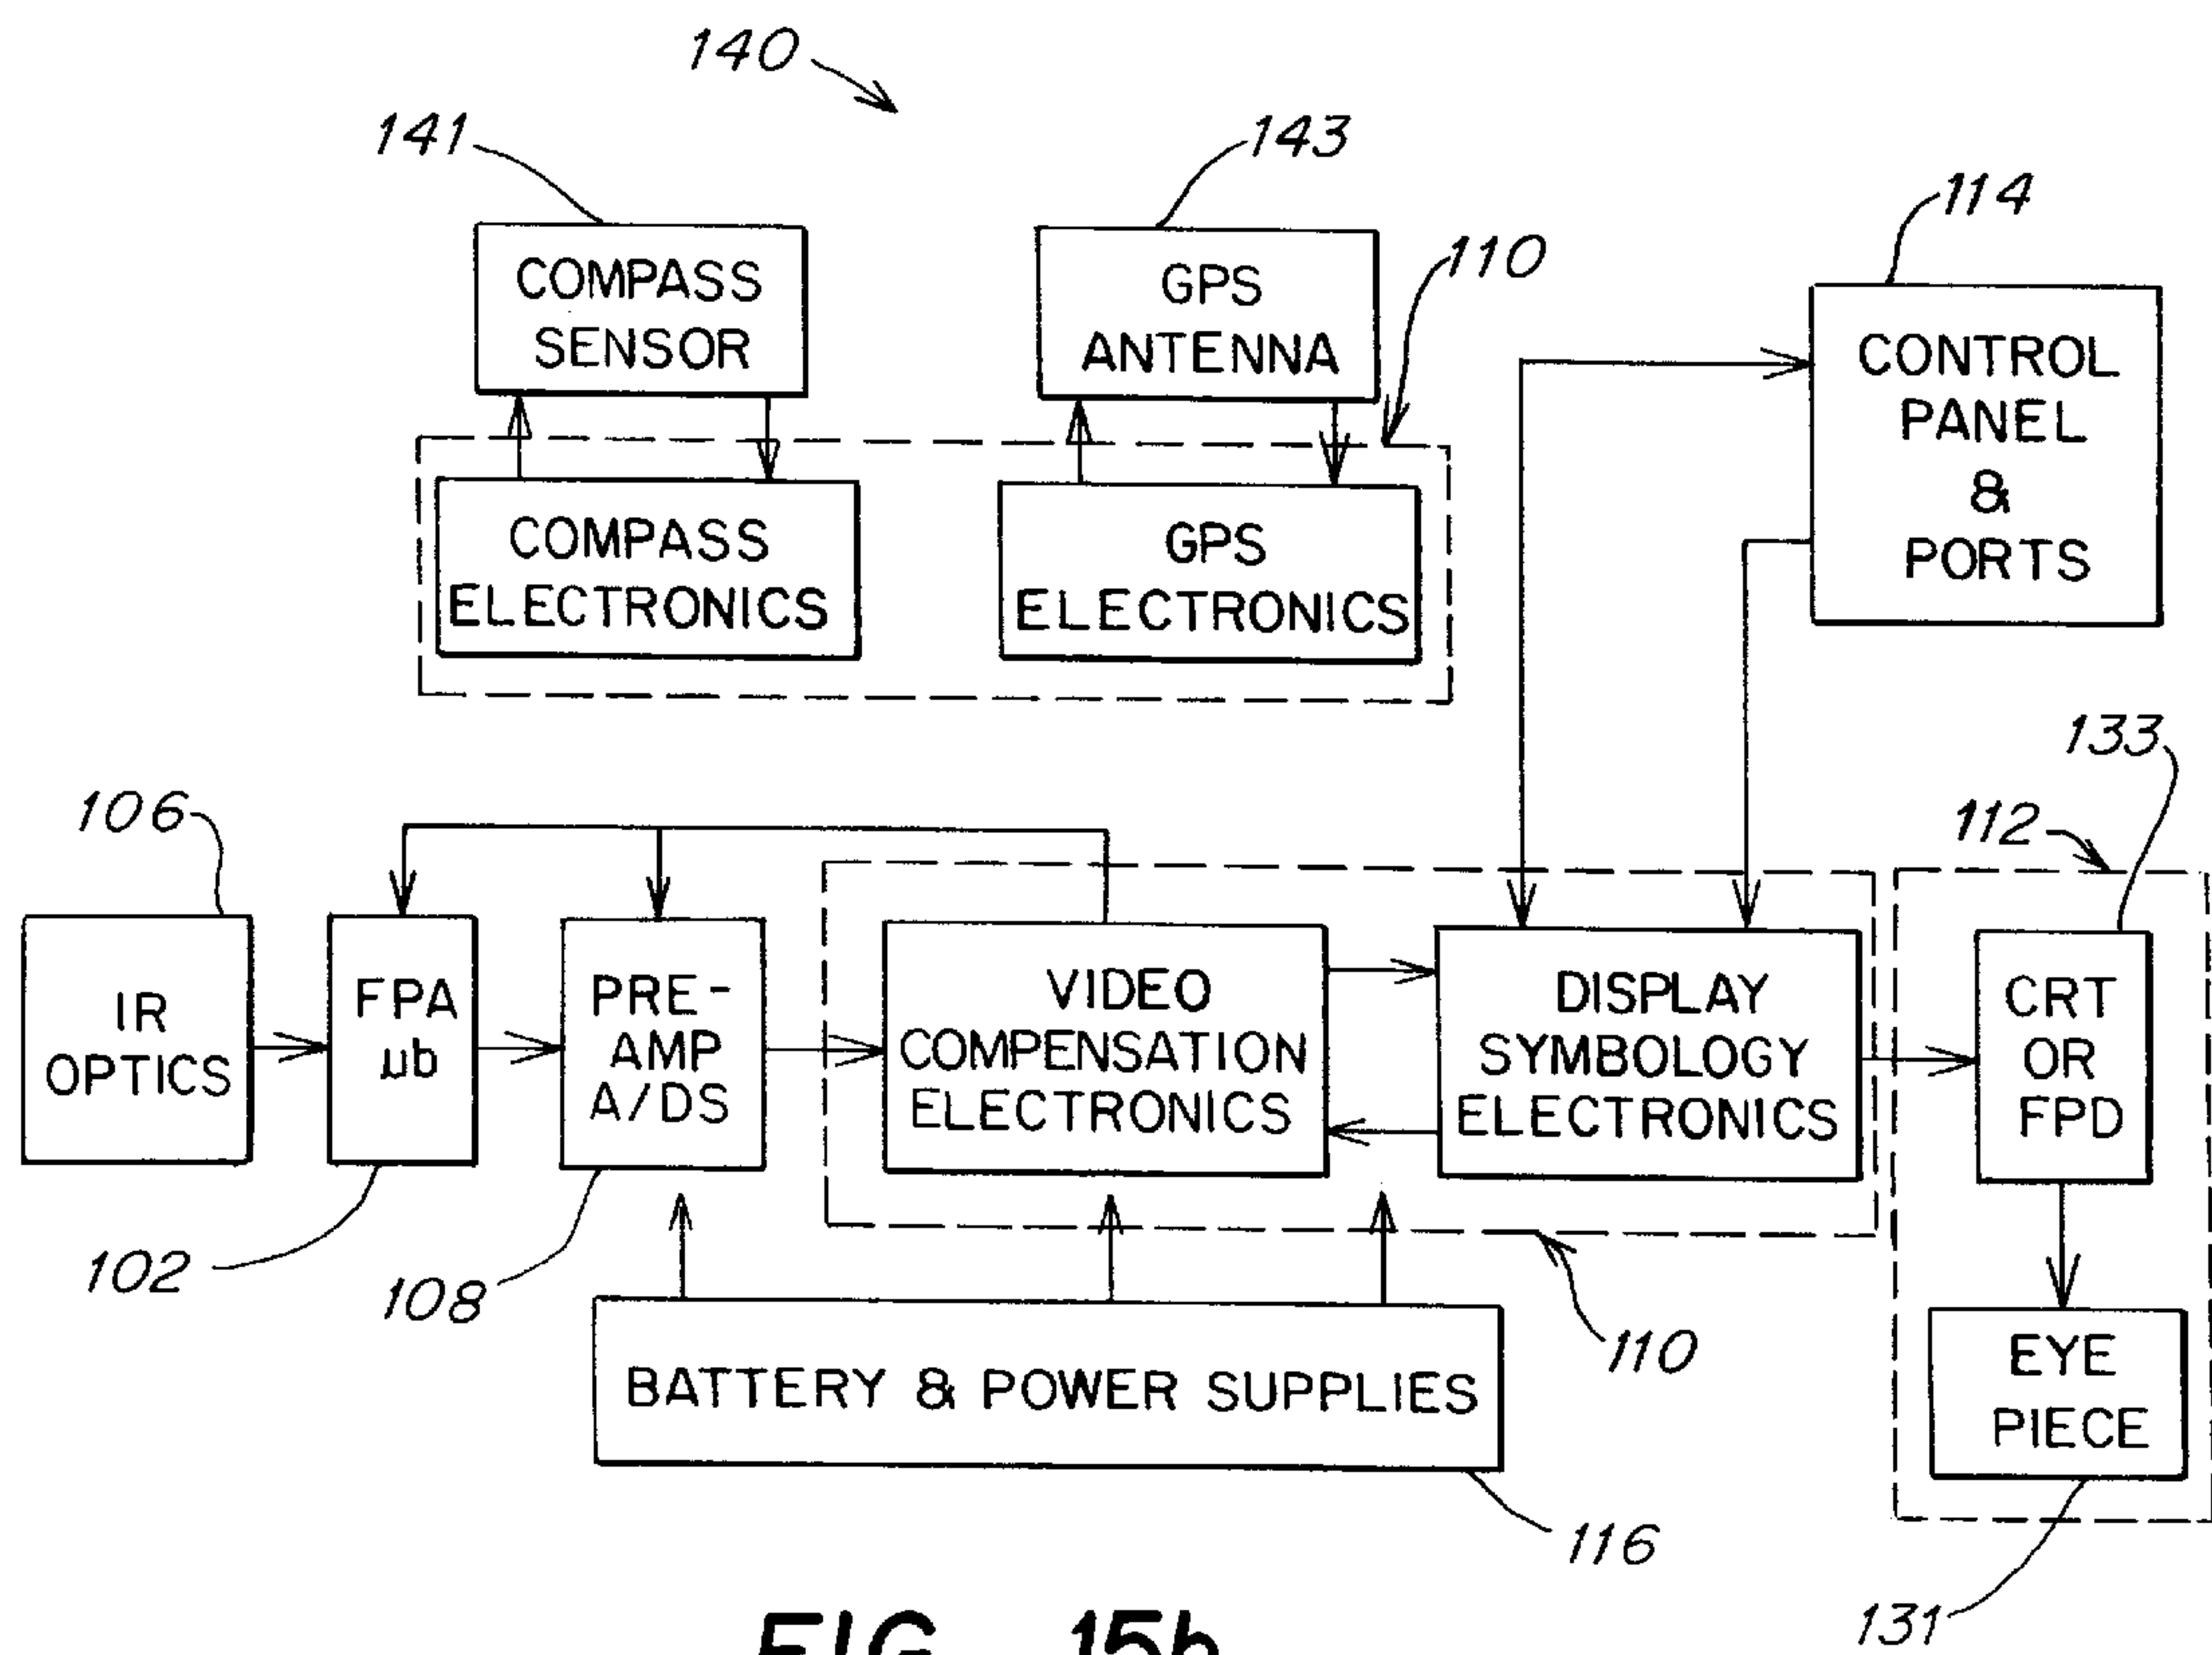 140
141
143
114
110
COMPASS
SENSOR
GPS
ANTENNA
CONTROL
PANEL
&
PORTS
COMPASS
ELECTRONICS
GPS
ELECTRONICS
133
112
106
IR
OPTICS
FPA
µb
PRE-
AMP
A/DS
VIDEO
COMPENSATION
ELECTRONICS
DISPLAY
SYMBOLOGY
ELECTRONICS
CRT
OR
FPD
102
108
110
BATTERY & POWER SUPPLIES
EYE
PIECE
116
131
FIG. 15b